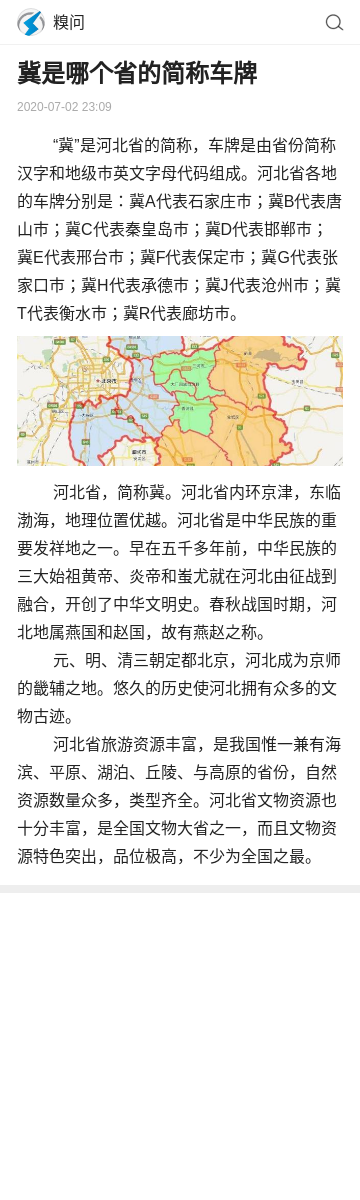 糗问
冀是哪个省的简称车牌
2020-07-02 23:09
“冀”是河北省的简称，车牌是由省份简称
汉字和地级市英文字母代码组成。河北省各地
的车牌分别是：冀A代表石家庄市；冀B代表唐
山市；冀C代表秦皇岛市；冀D代表邯郸市；
冀E代表邢台市；冀F代表保定市；冀G代表张
家口市；冀H代表承德市；冀J代表沧州市；冀
T代表衡水市；冀R代表廊坊市。
河北省，简称冀。河北省内环京津，东临
渤海，地理位置优越。河北省是中华民族的重
要发祥地之一。早在五千多年前，中华民族的
三大始祖黄帝、炎帝和蚩尤就在河北由征战到
融合，开创了中华文明史。春秋战国时期，河
北地属燕国和赵国，故有燕赵之称。
元、明、清三朝定都北京，河北成为京师
的畿辅之地。悠久的历史使河北拥有众多的文
物古迹。
河北省旅游资源丰富，是我国惟一兼有海
滨、平原、湖泊、丘陵、与高原的省份，自然
资源数量众多，类型齐全。河北省文物资源也
十分丰富，是全国文物大省之一，而且文物资
源特色突出，品位极高，不少为全国之最。